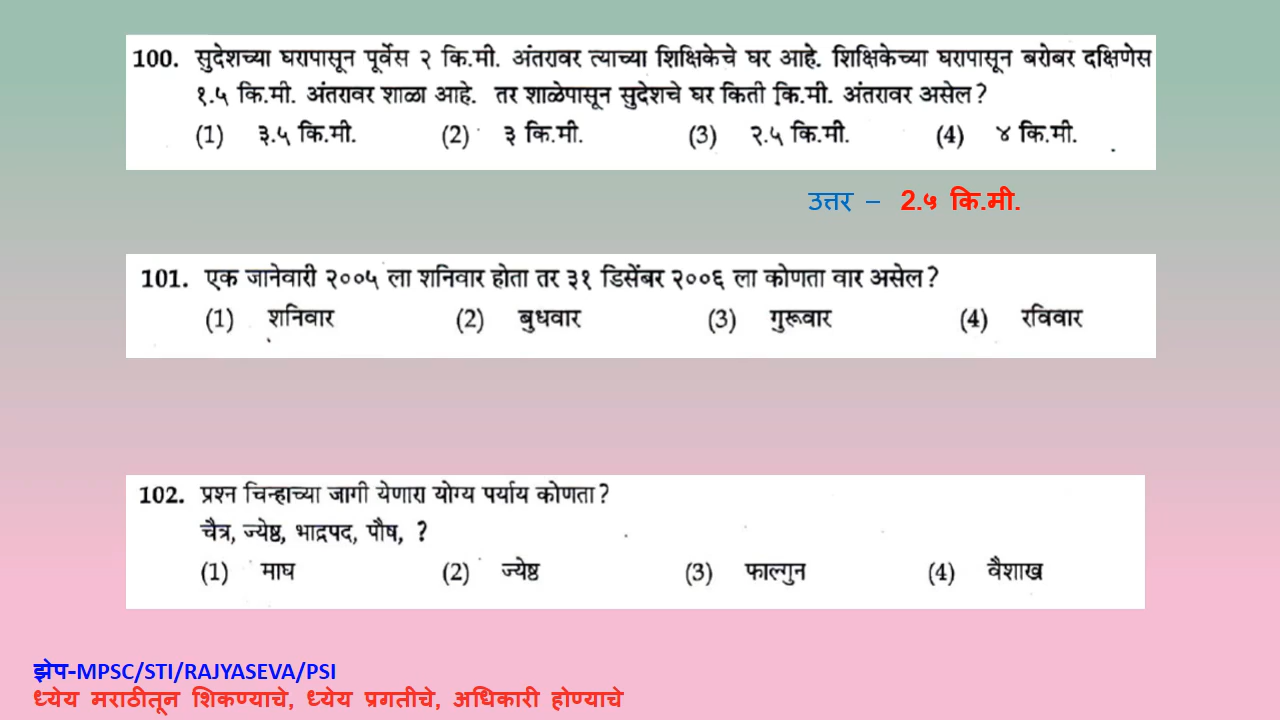 100. सुदेशच्या घरापासून पूर्वेस २ कि.मी. अंतरावर त्याच्या शिक्षिकेचे घर आहे. शिक्षिकेच्या घरापासून बरोबर दक्षिणेस
१.५ कि.मी. अंतरावर शाळा आहे. तर शाळेपासून सुदेशचे घर किती कि.मी. अंतरावर असेल?
(1) ३.५ कि.मी. (2) ३ कि.मी. (3) २.५ कि.मी. (4) ४ कि.मी.
उत्तर – 2.५ कि.मी.
101. एक जानेवारी २००५ ला शनिवार होता तर ३१ डिसेंबर २००६ ला कोणता वार असेल?
(1) शनिवार (2) बुधवार (3) गुरूवार (4) रविवार
102. प्रश्न चिन्हाच्या जागी येणारा योग्य पर्याय कोणता?
चैत्र, ज्येष्ठ, भाद्रपद, पौष, ?
(1) माघ (2) ज्येष्ठ (3) फाल्गुन (4) वैशाख
झेप-MPSC/STI/RAJYASEVA/PSI
ध्येय मराठीतून शिकण्याचे, ध्येय प्रगतीचे, अधिकारी होण्याचे